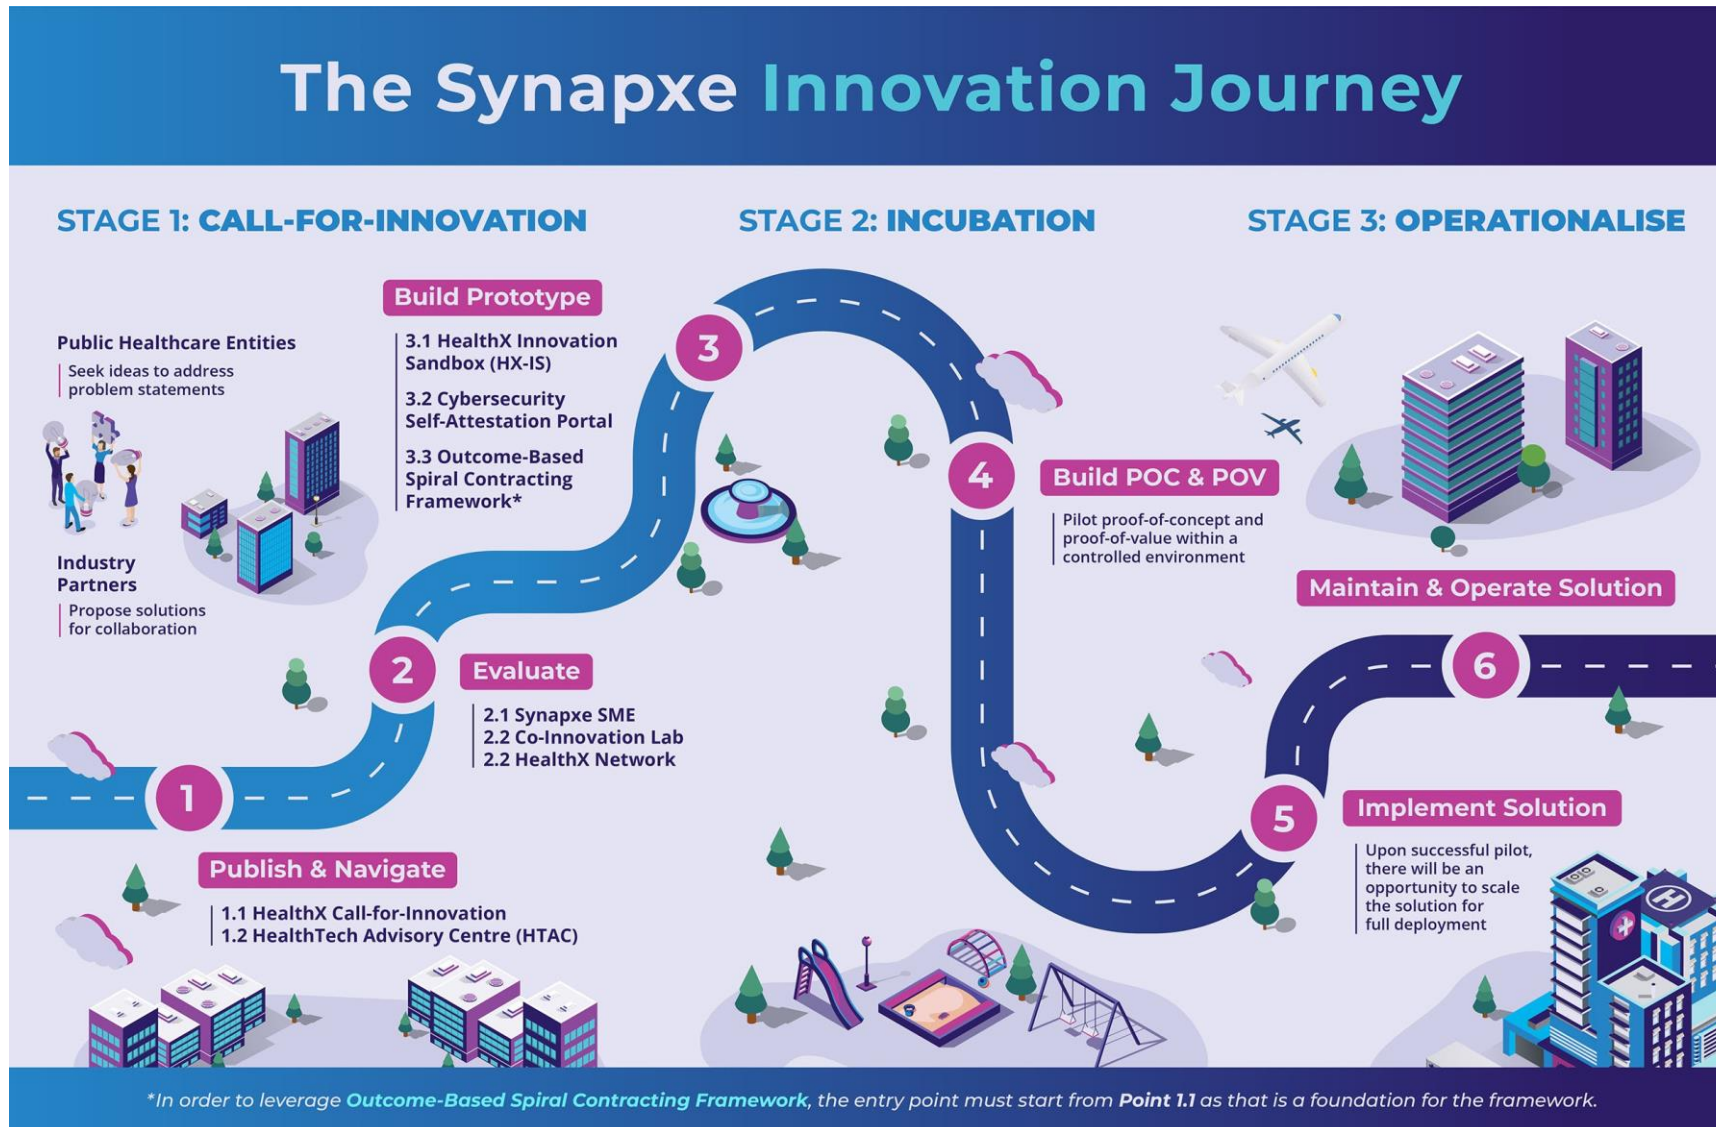 The Synapxe Innovation Journey
STAGE 1: CALL-FOR-INNOVATION
STAGE 2: INCUBATION
STAGE 3: OPERATIONALISE
Public Healthcare Entities
Seek ideas to address
problem statements
Industry
Partners
Propose solutions
for collaboration
1
Publish & Navigate
1.1 HealthX Call-for-Innovation
1.2 HealthTech Advisory Centre (HTAC)
2
Evaluate
2.1 Synapxe SME
2.2 Co-Innovation Lab
2.2 HealthX Network
3
Build Prototype
3.1 HealthX Innovation
Sandbox (HX-IS)
3.2 Cybersecurity
Self-Attestation Portal
3.3 Outcome-Based
Spiral Contracting
Framework*
4
Build POC & POV
Pilot proof-of-concept and
proof-of-value within a
controlled environment
5
Implement Solution
Upon successful pilot,
there will be an
opportunity to scale
the solution for
full deployment
H
6
Maintain & Operate Solution
*In order to leverage Outcome-Based Spiral Contracting Framework, the entry point must start from Point 1.1 as that is a foundation for the framework.